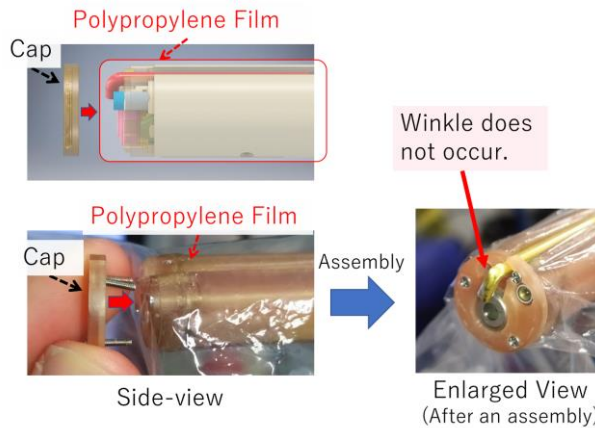 Polypropylene Film
Cap
Winkle does
not occur.
Polypropylene Film
Cap
Assembly
Side-view
Enlarged View
(After an assembly)